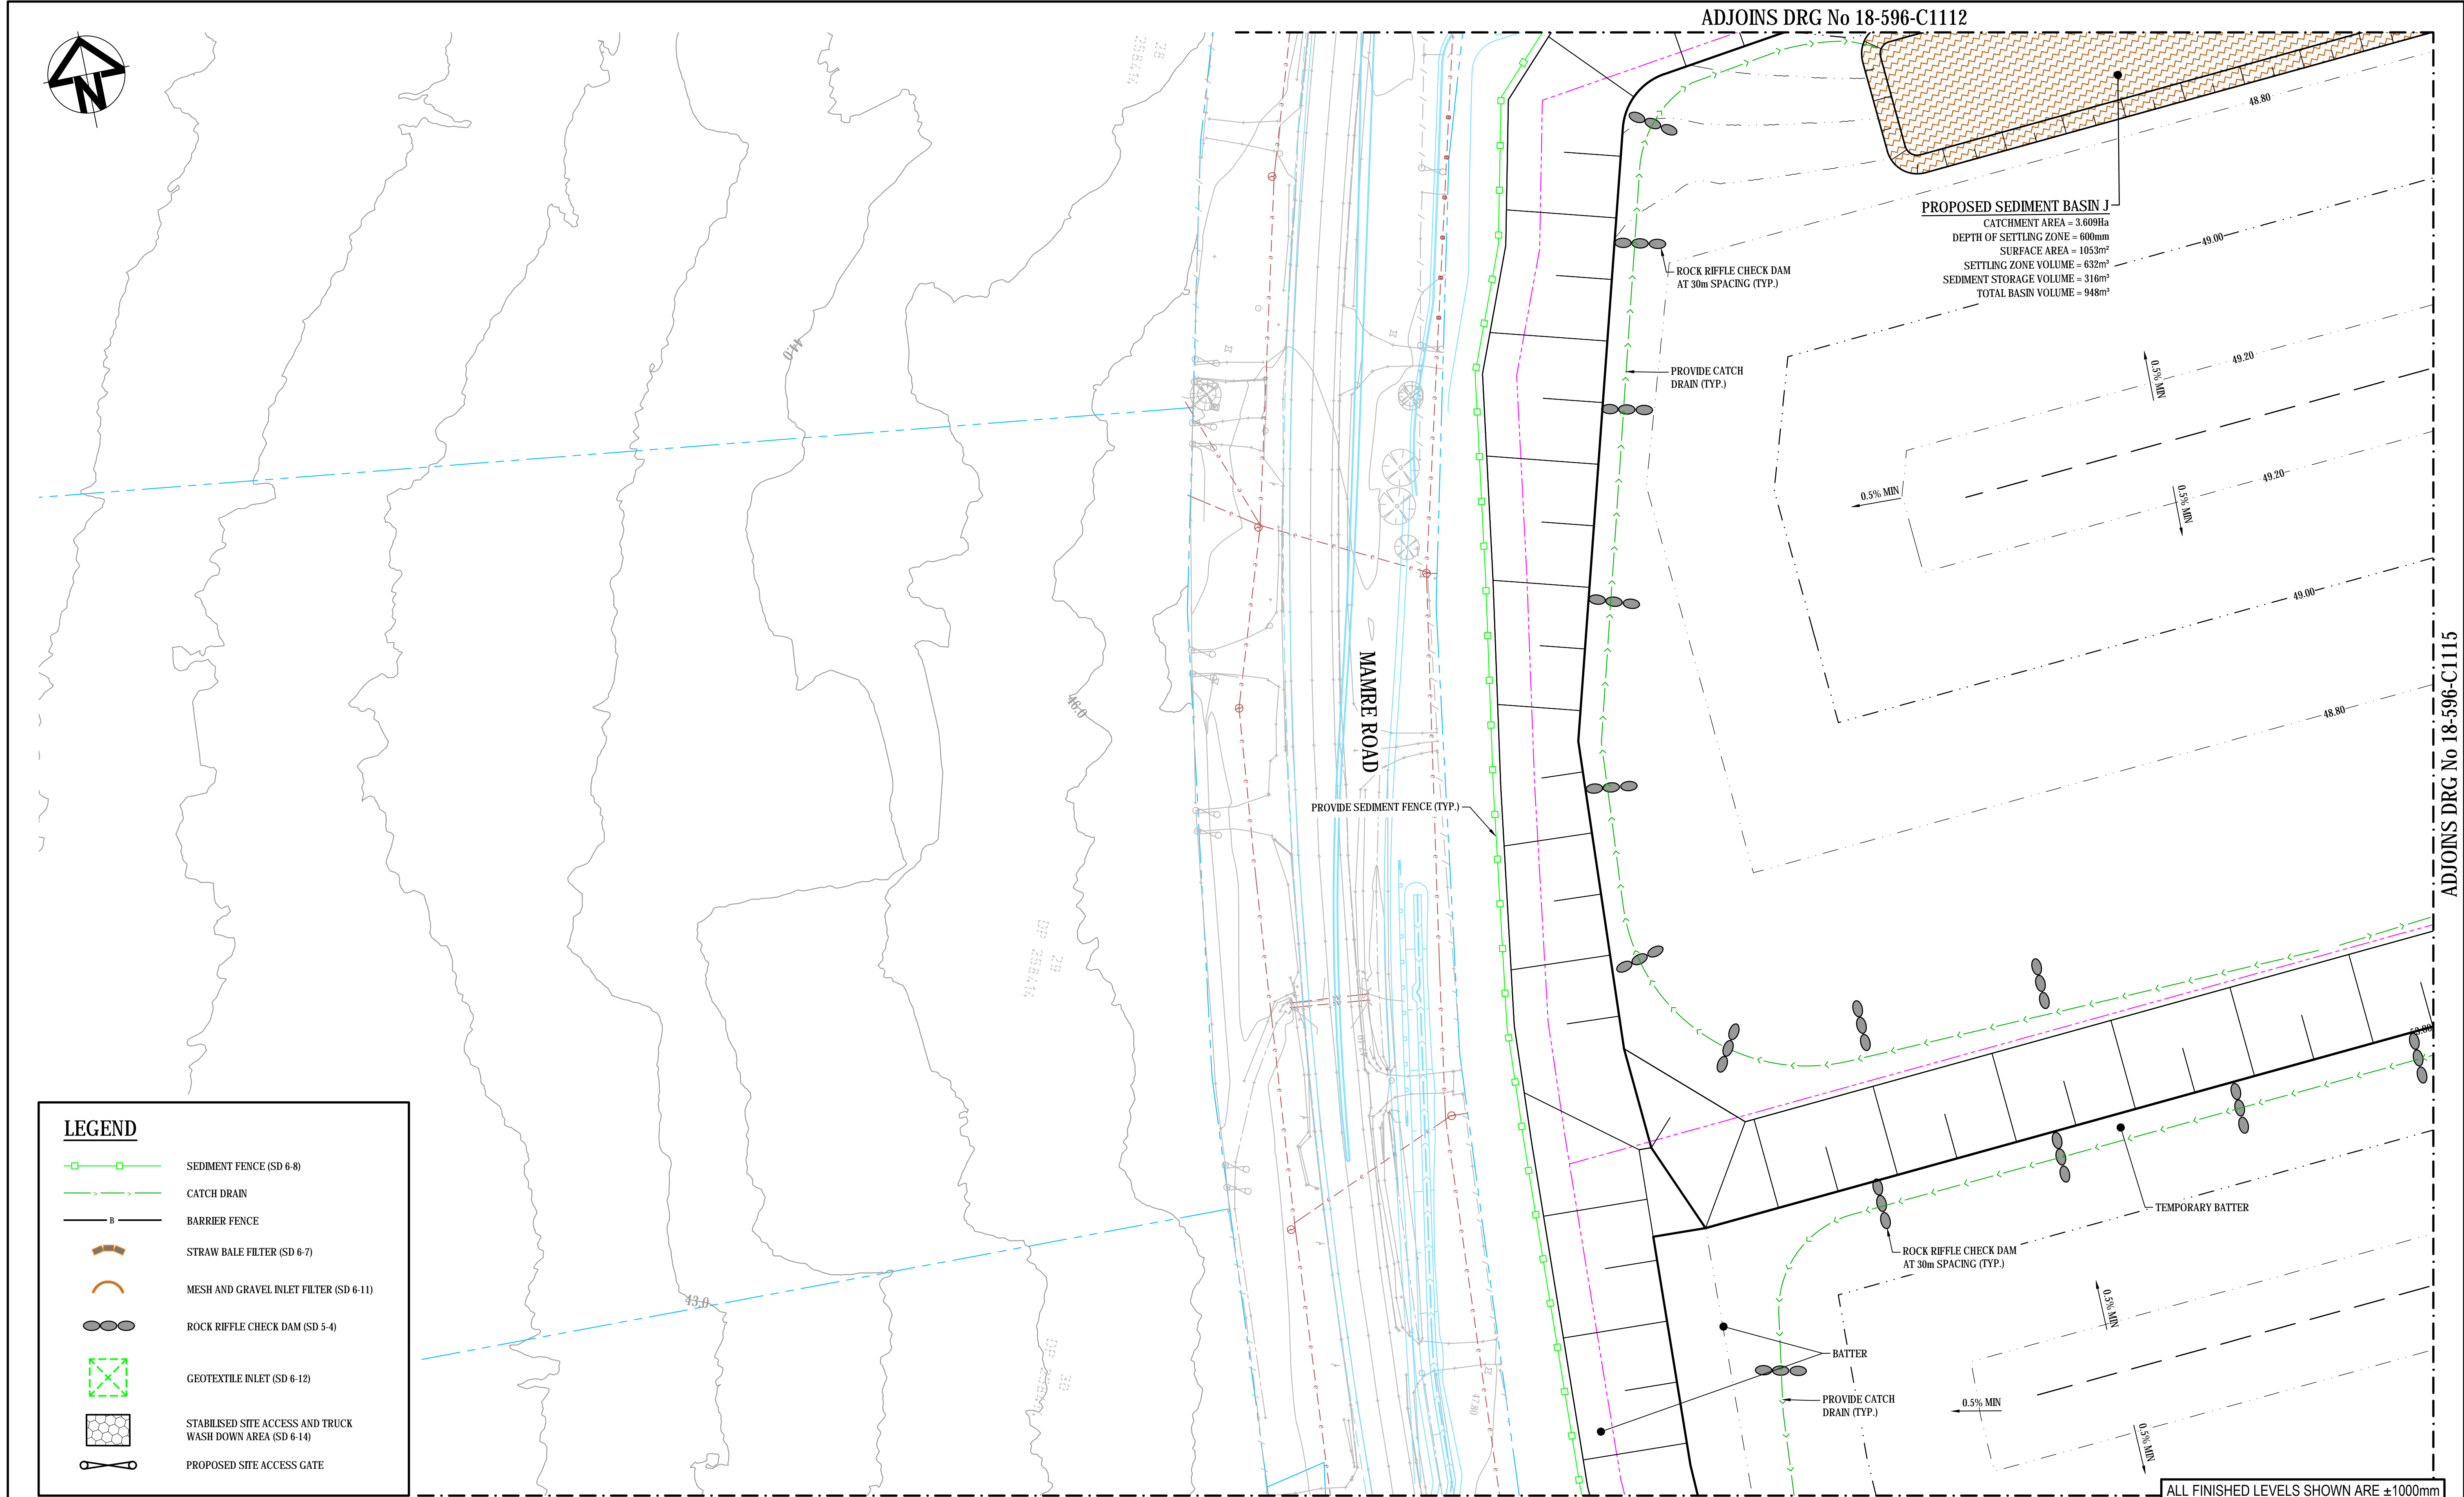 ADJOINS DRG No 18-596-C1112
N
48.80
PROPOSED SEDIMENT BASIN J
CATCHMENT AREA = 3.609Ha
DEPTH OF SETTLING ZONE = 600mm
SURFACE AREA = 1053m²
SETTLING ZONE VOLUME = 632m³
SEDIMENT STORAGE VOLUME = 316m³
TOTAL BASIN VOLUME = 948m³
49.00
ROCK RIFFLE CHECK DAM
AT 30m SPACING (TYP.)
44.0
PROVIDE CATCH
DRAIN (TYP.)
49.20
0.5% MIN
49.20
0.5% MIN
0.5% MIN
49.00
ADJOINS DRG No 18-596-C1115
MAMRE ROAD
46.0
48.80
PROVIDE SEDIMENT FENCE (TYP.)
DP 258414
29
TEMPORARY BATTER
ROCK RIFFLE CHECK DAM
AT 30m SPACING (TYP.)
0.5% MIN
43.0
30
BATTER
PROVIDE CATCH
DRAIN (TYP.)
47.80
0.5% MIN
0.5% MIN
LEGEND
SEDIMENT FENCE (SD 6-8)
CATCH DRAIN
B
BARRIER FENCE
STRAW BALE FILTER (SD 6-7)
MESH AND GRAVEL INLET FILTER (SD 6-11)
ROCK RIFFLE CHECK DAM (SD 5-4)
GEOTEXTILE INLET (SD 6-12)
STABILISED SITE ACCESS AND TRUCK
WASH DOWN AREA (SD 6-14)
PROPOSED SITE ACCESS GATE
ALL FINISHED LEVELS SHOWN ARE ±1000mm